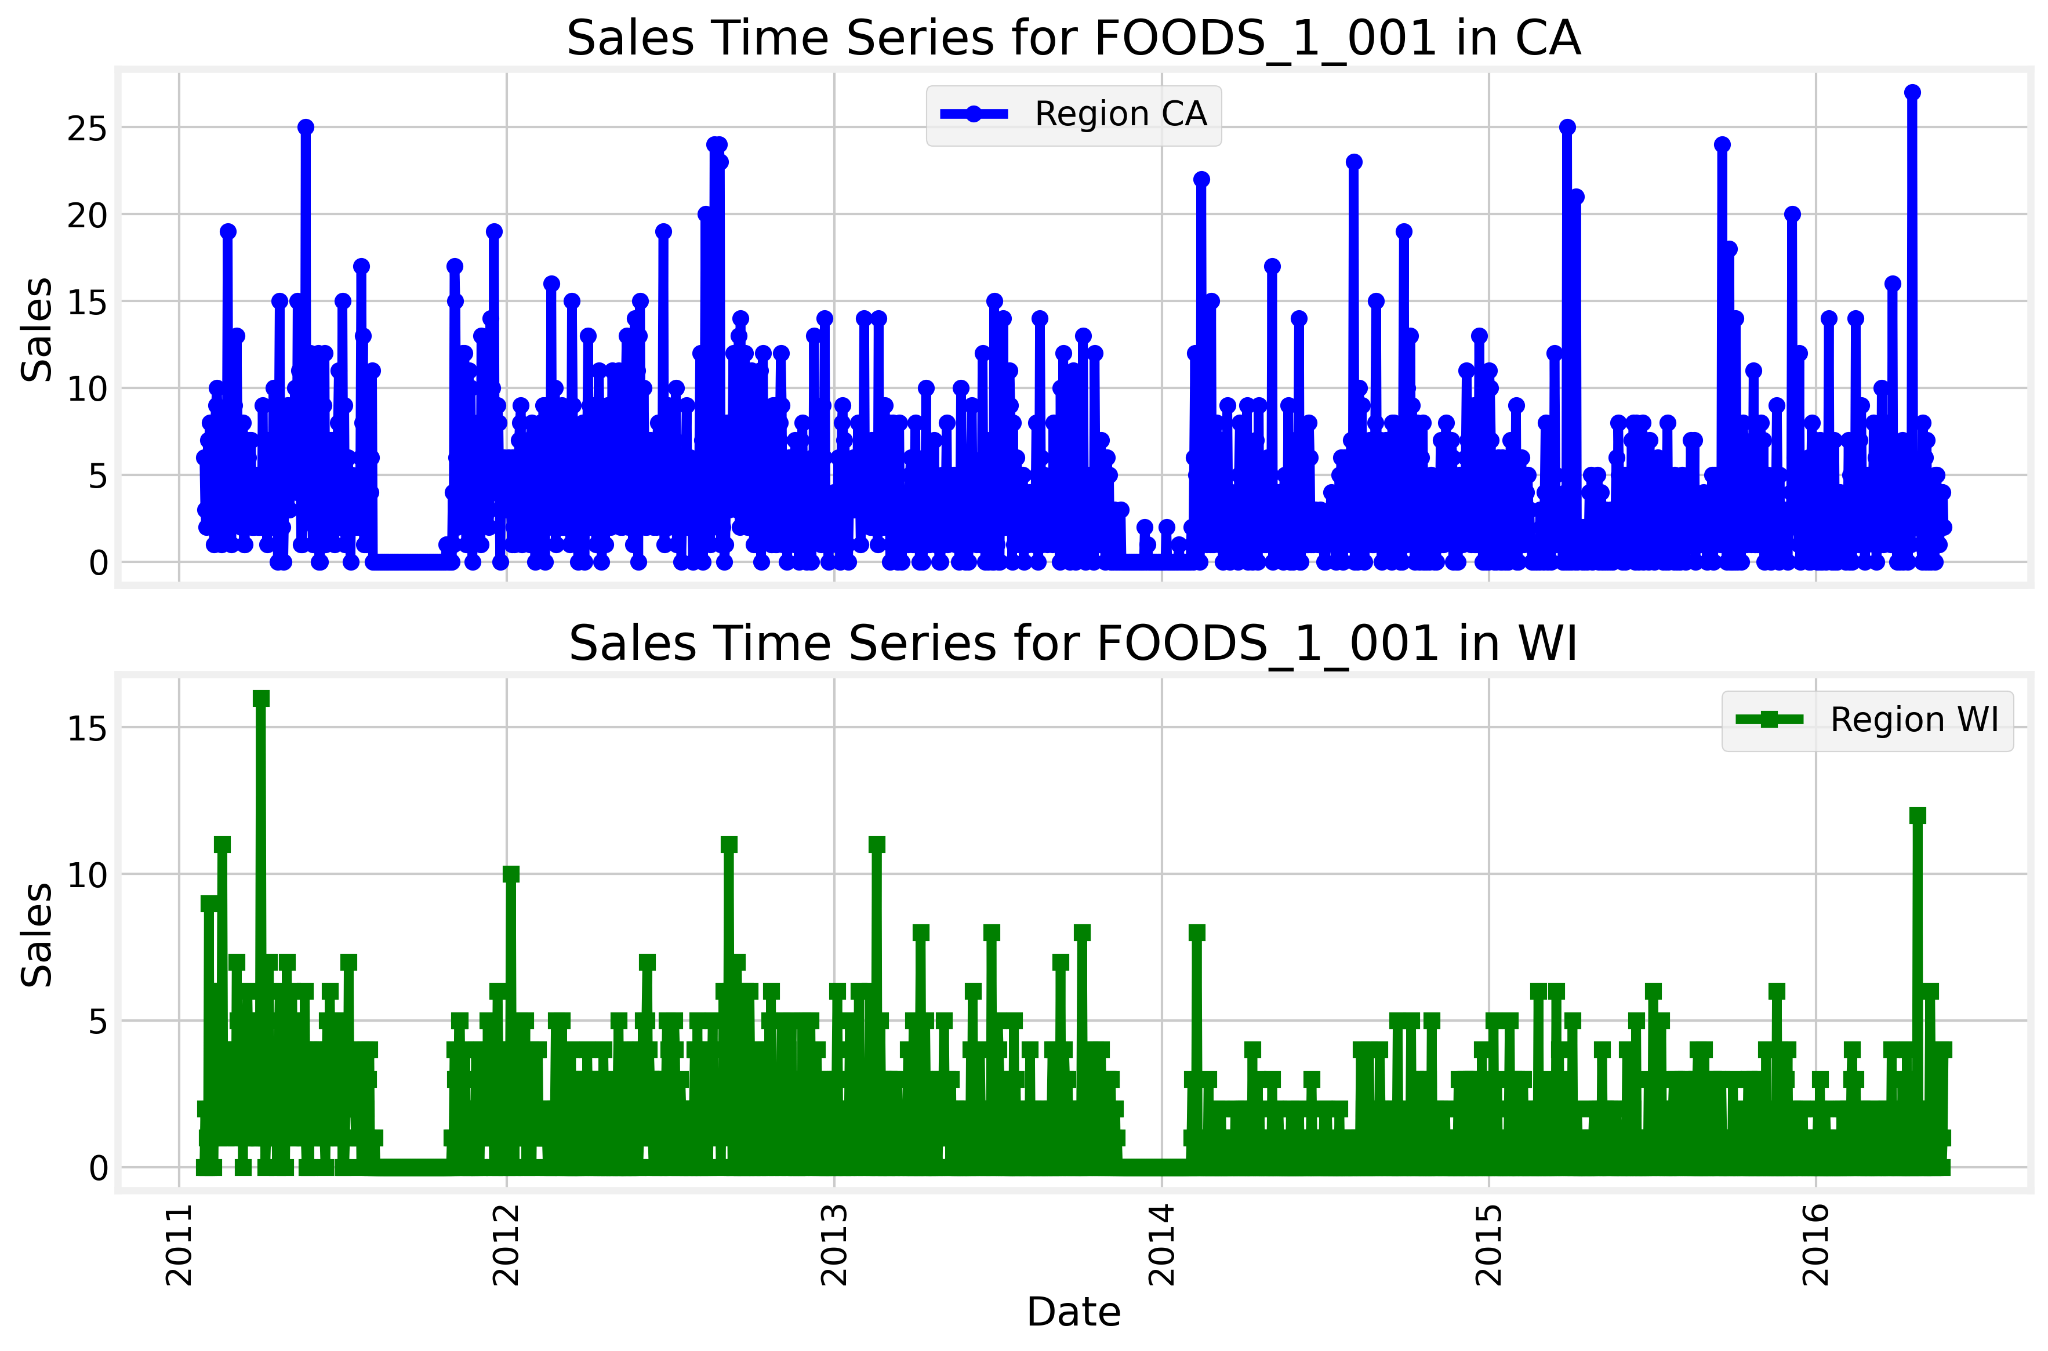 Sales Time Series for FOODS_1_001 in CA
Region CA
Sales
25
20
15
10
5
0
Sales Time Series for FOODS_1_001 in WI
Region WI
Sales
15
10
5
0
2011
2012
2013
2014
2015
2016
Date